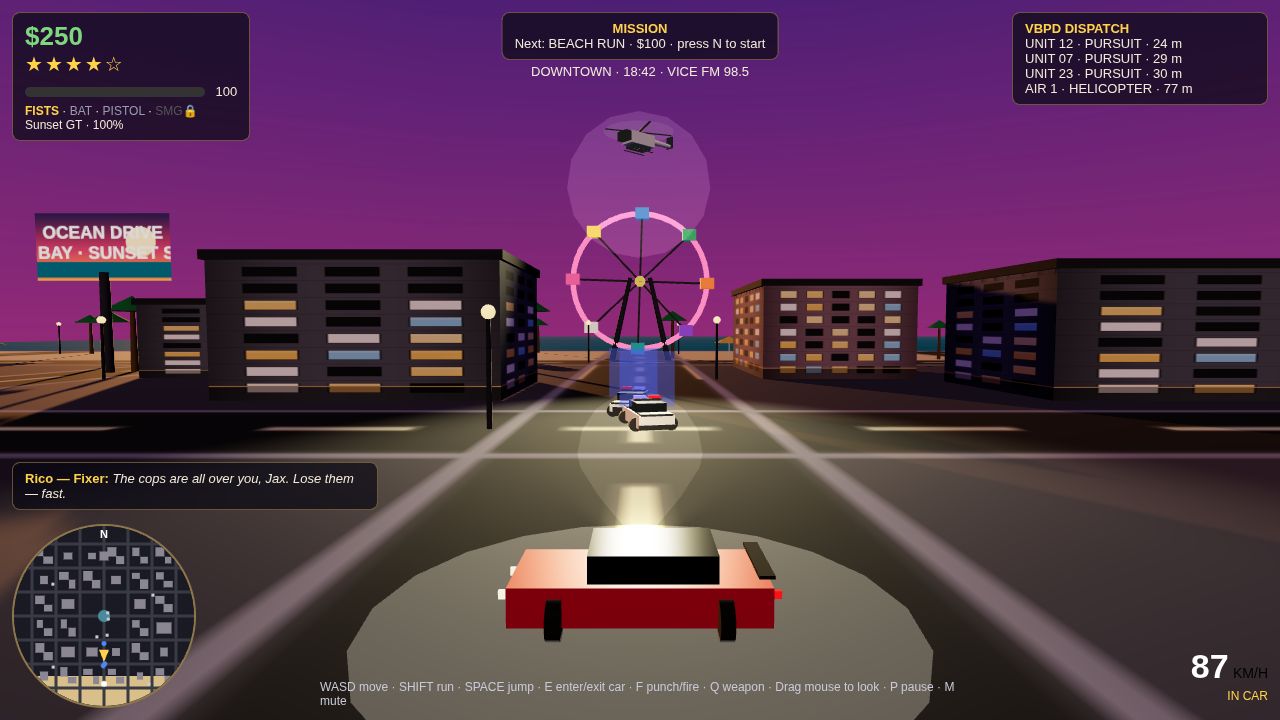 $250
★★★★☆
100
FISTS · BAT · PISTOL · SMG🔒
Sunset GT · 100%
MISSION
Next: BEACH RUN · $100 · press N to start
DOWNTOWN · 18:42 · VICE FM 98.5
VBPD DISPATCH
UNIT 12 · PURSUIT · 24 m
UNIT 07 · PURSUIT · 29 m
UNIT 23 · PURSUIT · 30 m
AIR 1 · HELICOPTER · 77 m
OCEAN DRIVE
BAY · SUNSET S
Rico — Fixer: The cops are all over you, Jax. Lose them
— fast.
N
WASD move · SHIFT run · SPACE jump · E enter/exit car · F punch/fire · Q weapon · Drag mouse to look · P pause · M
mute
87 KM/H
IN CAR